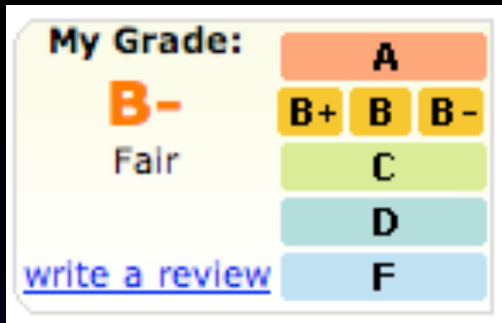 My Grade:
B-
Fair
write a review
A
B+ B B-
C
D
F